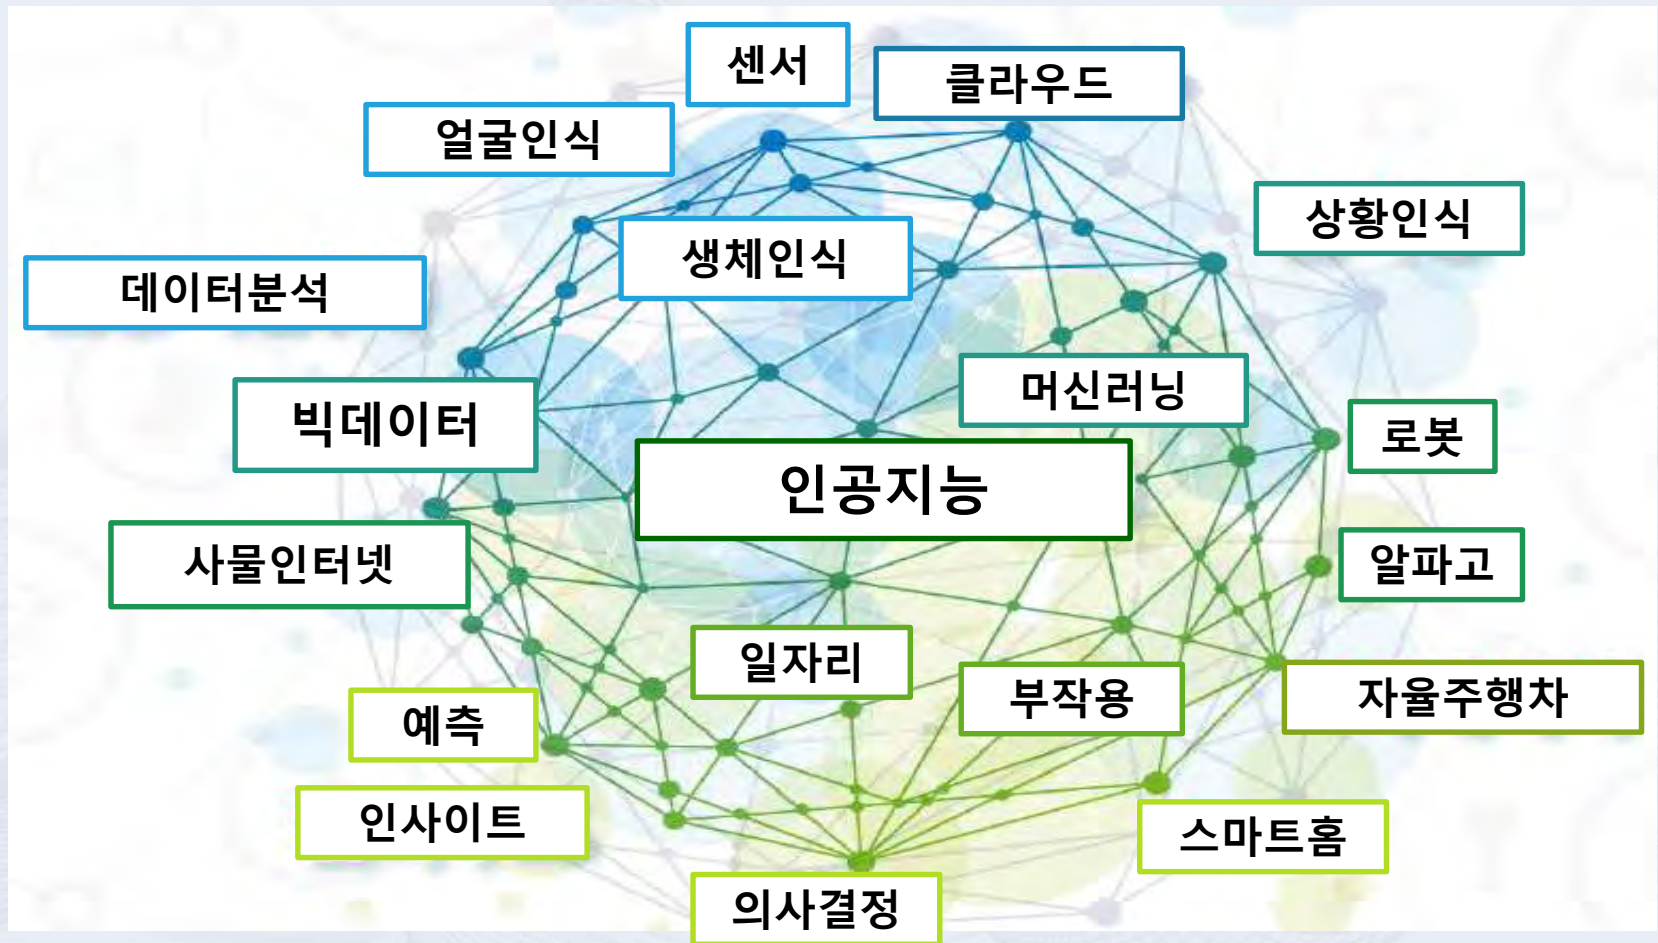 센서
클라우드
얼굴인식
상황인식
생체인식
데이터분석
머신러닝
빅데이터
로봇
인공지능
사물인터넷
알파고
일자리
부작용
자율주행차
예측
인사이트
스마트홈
의사결정